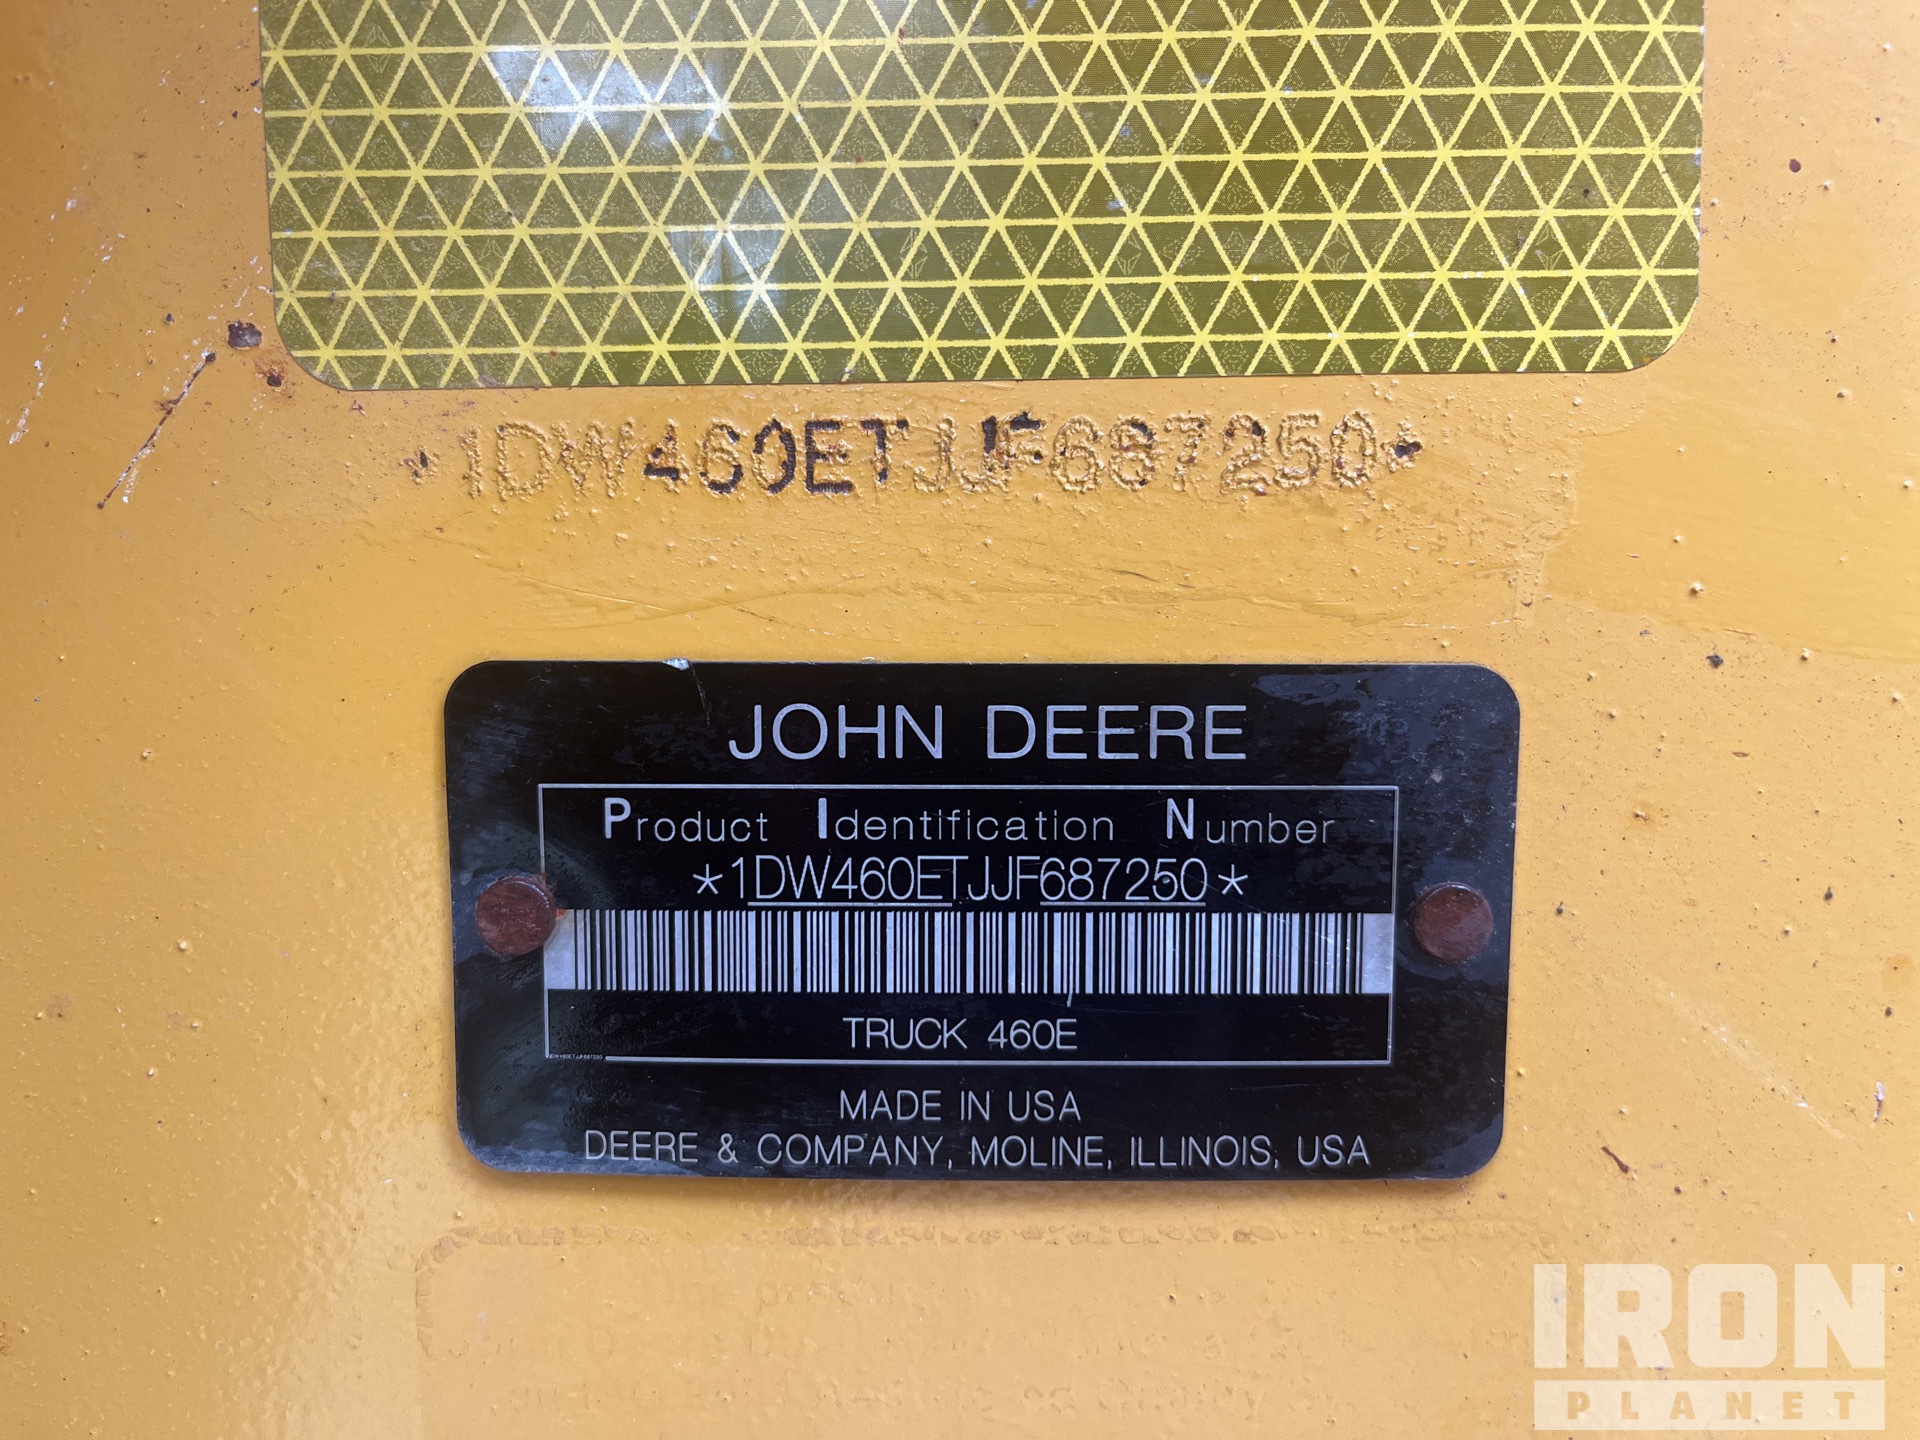 *1DW460ETJJF687250*
JOHN DEERE
Product Identification Number
*1DW460ETJJF687250*
TRUCK 460E
1DW460ETJJF687250
MADE IN USA
DEERE & COMPANY, MOLINE, ILLINOIS, USA
IRON
PLANET